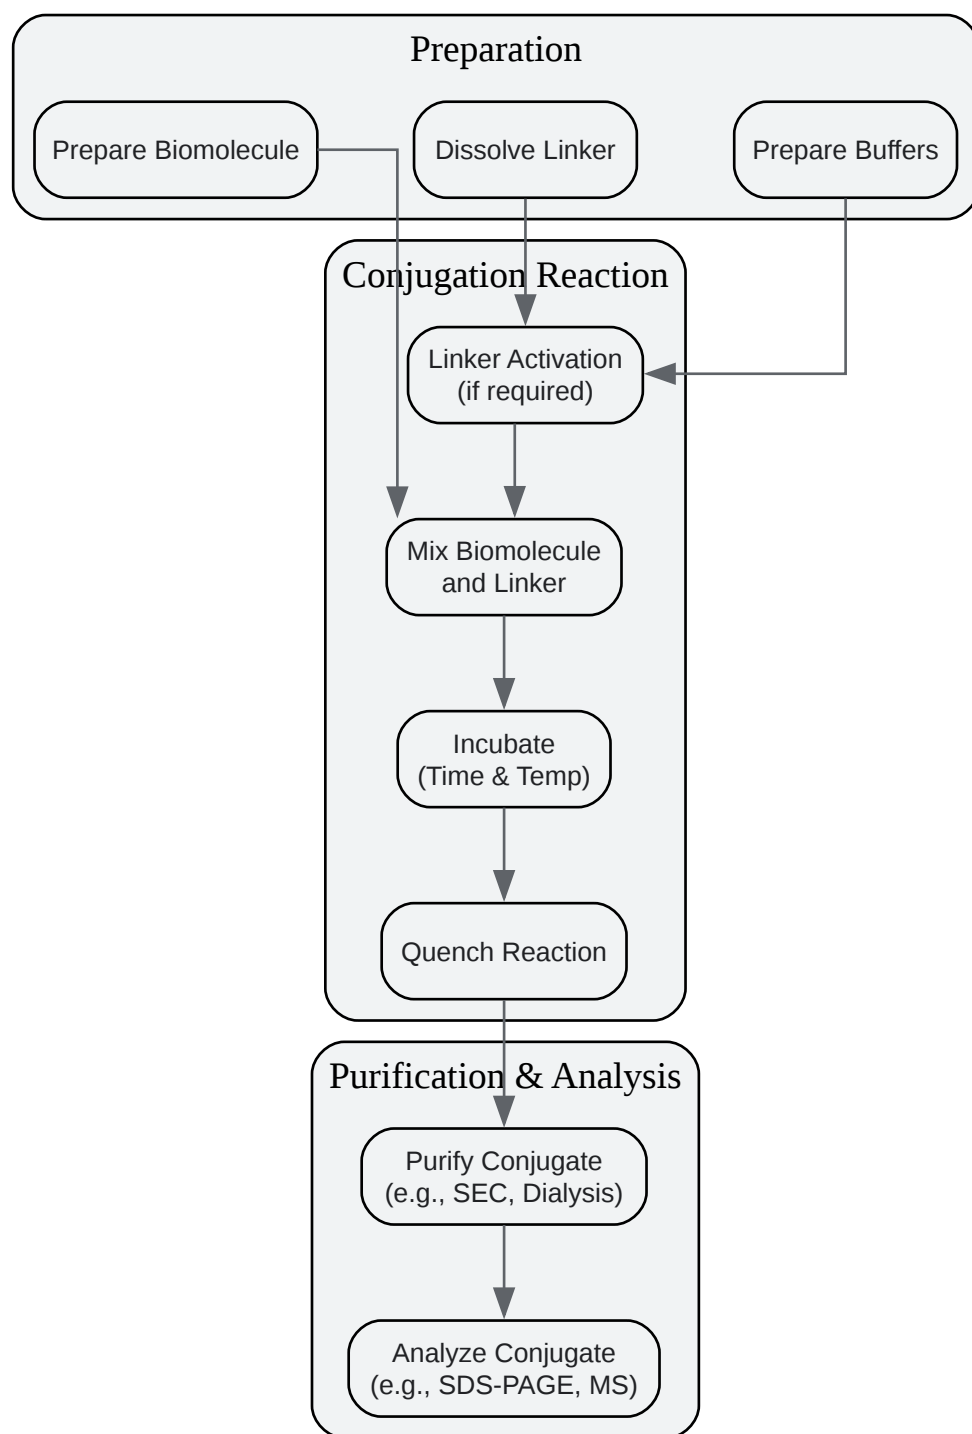 Preparation
Prepare Biomolecule
Dissolve Linker
Prepare Buffers
Conjugation Reaction
Linker Activation
(if required)
Mix Biomolecule
and Linker
Incubate
(Time & Temp)
Quench Reaction
Purification & Analysis
Purify Conjugate
(e.g., SEC, Dialysis)
Analyze Conjugate
(e.g., SDS-PAGE, MS)